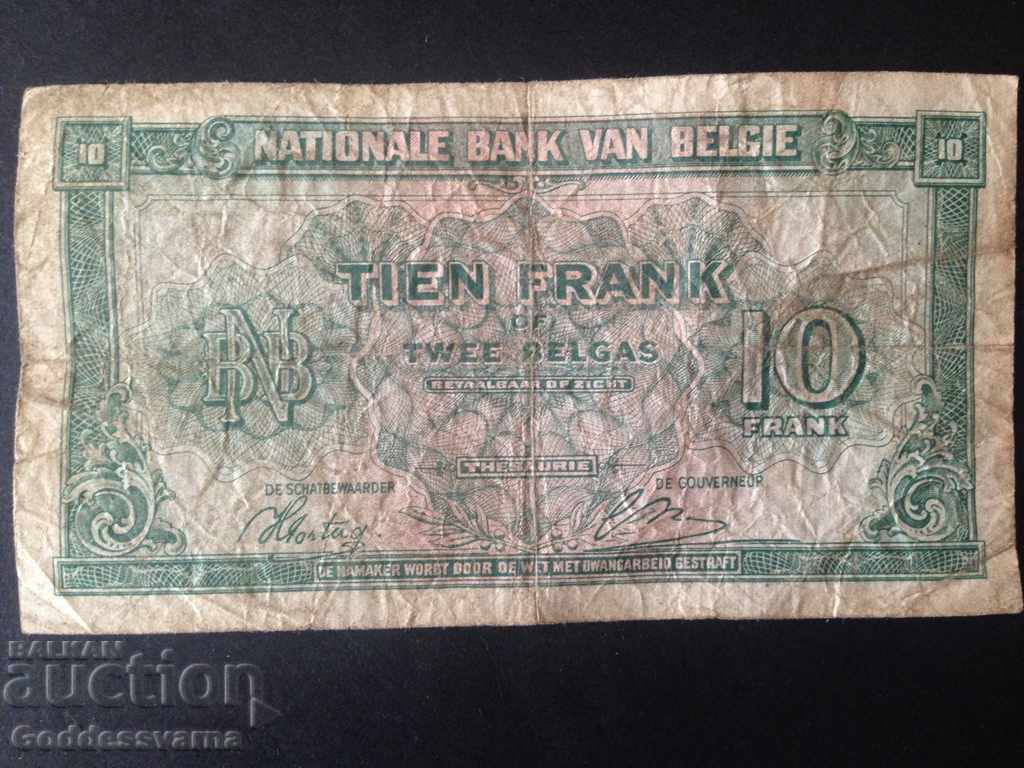 10 NATIONALE BANK VAN BELGIE 10
TIEN FRANK
OF
TWEE BELGAS
BETAALBAAR OP ZICHT
BNB
10
FRANK
THESAURIE
DE SCHATBEWAARDER
DE GOUVERNEUR
DE NAMAKER WORDT DOOR DE WET MET DWANGARBEID GESTRAFT
BALKAN
auction
Goddessvarna